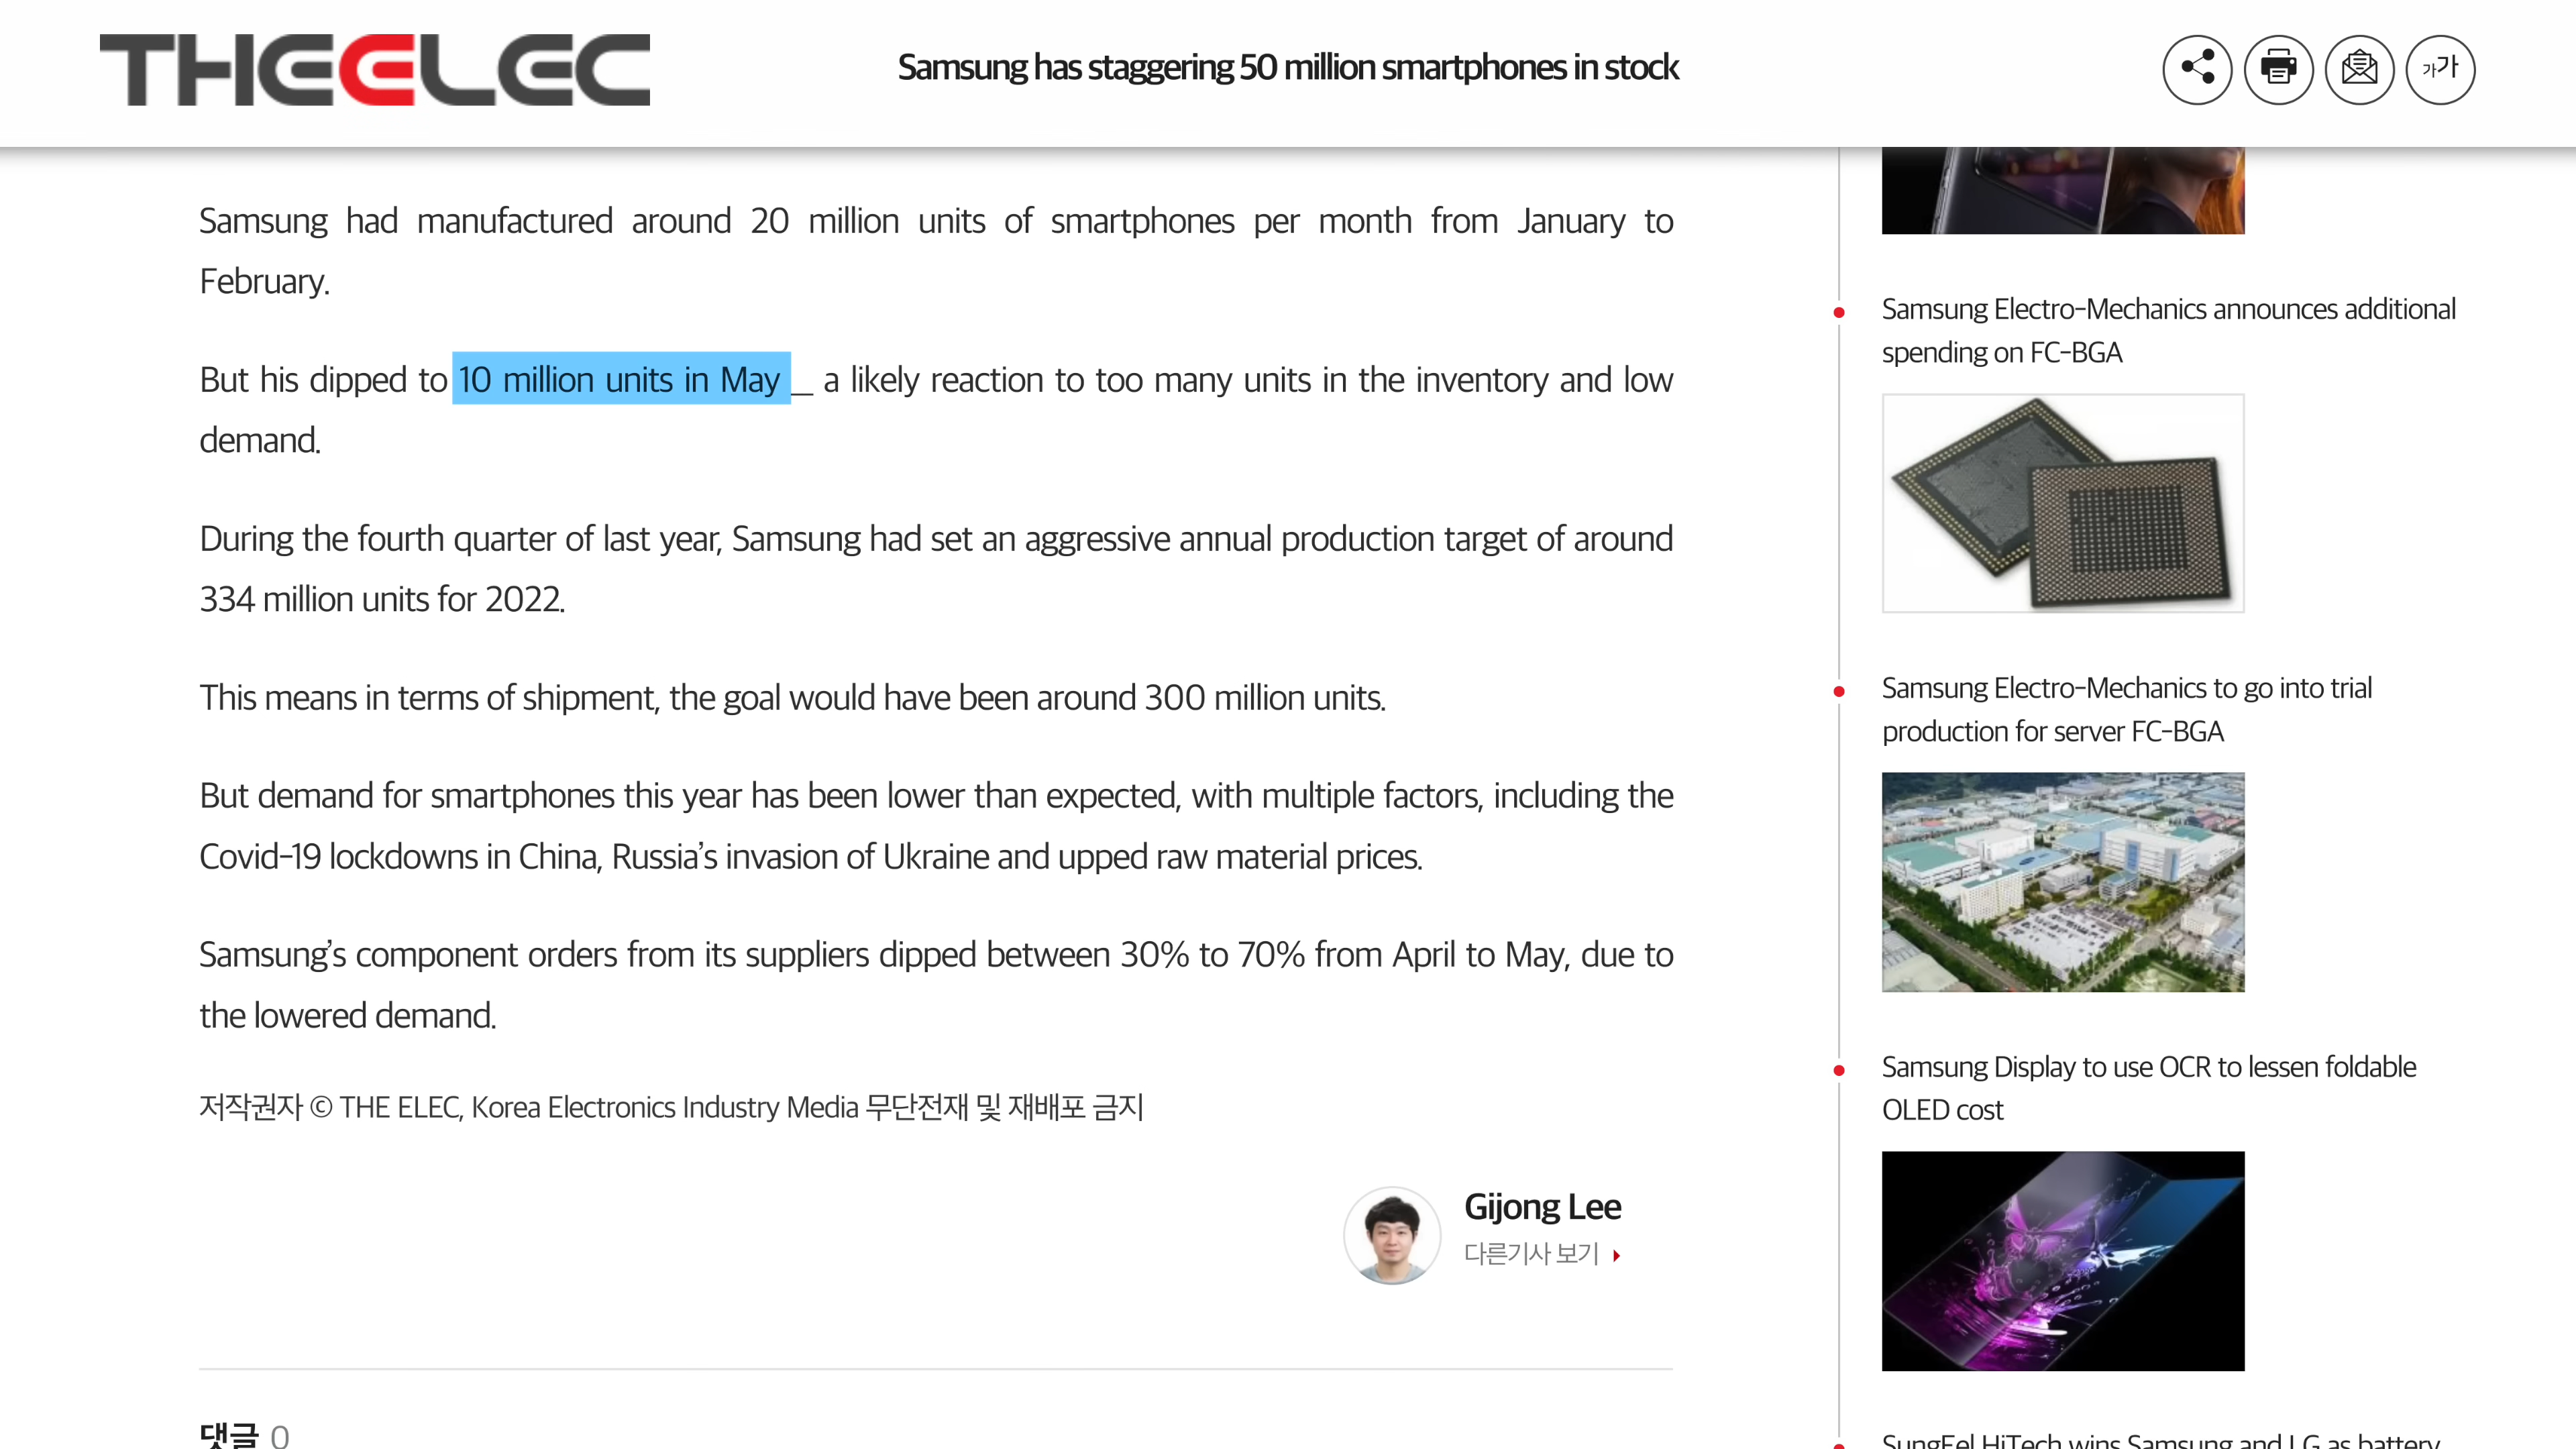 THEELEC
Samsung has staggering 50 million smartphones in stock
가가
Samsung had manufactured around 20 million units of smartphones per month from January to
February.
But his dipped to 10 million units in May _ a likely reaction to too many units in the inventory and low
demand.
During the fourth quarter of last year, Samsung had set an aggressive annual production target of around
334 million units for 2022.
This means in terms of shipment, the goal would have been around 300 million units.
But demand for smartphones this year has been lower than expected, with multiple factors, including the
Covid-19 lockdowns in China, Russia's invasion of Ukraine and upped raw material prices.
Samsung's component orders from its suppliers dipped between 30% to 70% from April to May, due to
the lowered demand.
저작권자 © THE ELEC, Korea Electronics Industry Media 무단전재 및 재배포 금지
Gijong Lee
다른기사 보기
댓글 0
Samsung Electro-Mechanics announces additional
spending on FC-BGA
Samsung Electro-Mechanics to go into trial
production for server FC-BGA
Samsung Display to use OCR to lessen foldable
OLED cost
SungEel HiTech wins Samsung and LG as battery